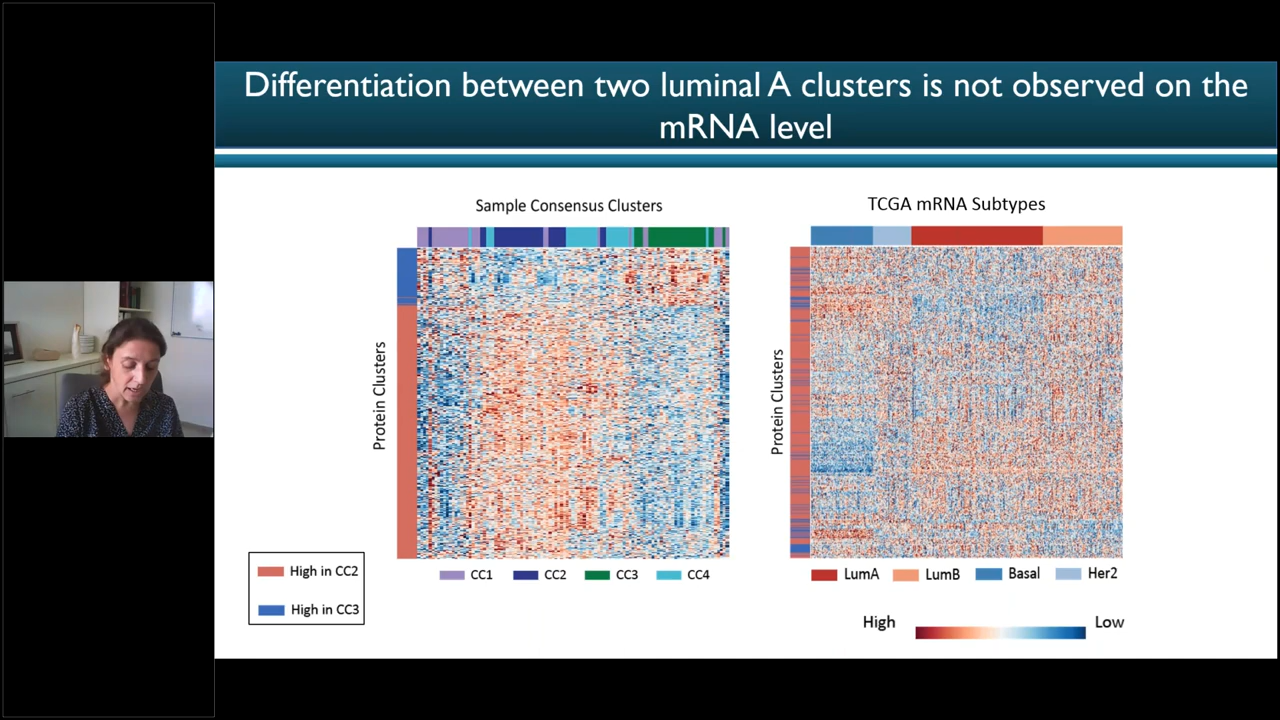 Differentiation between two luminal A clusters is not observed on the
mRNA level
Sample Consensus Clusters
Protein Clusters
CC1 CC2 CC3 CC4
High in CC2
High in CC3
TCGA mRNA Subtypes
Protein Clusters
LumA LumB Basal Her2
High Low